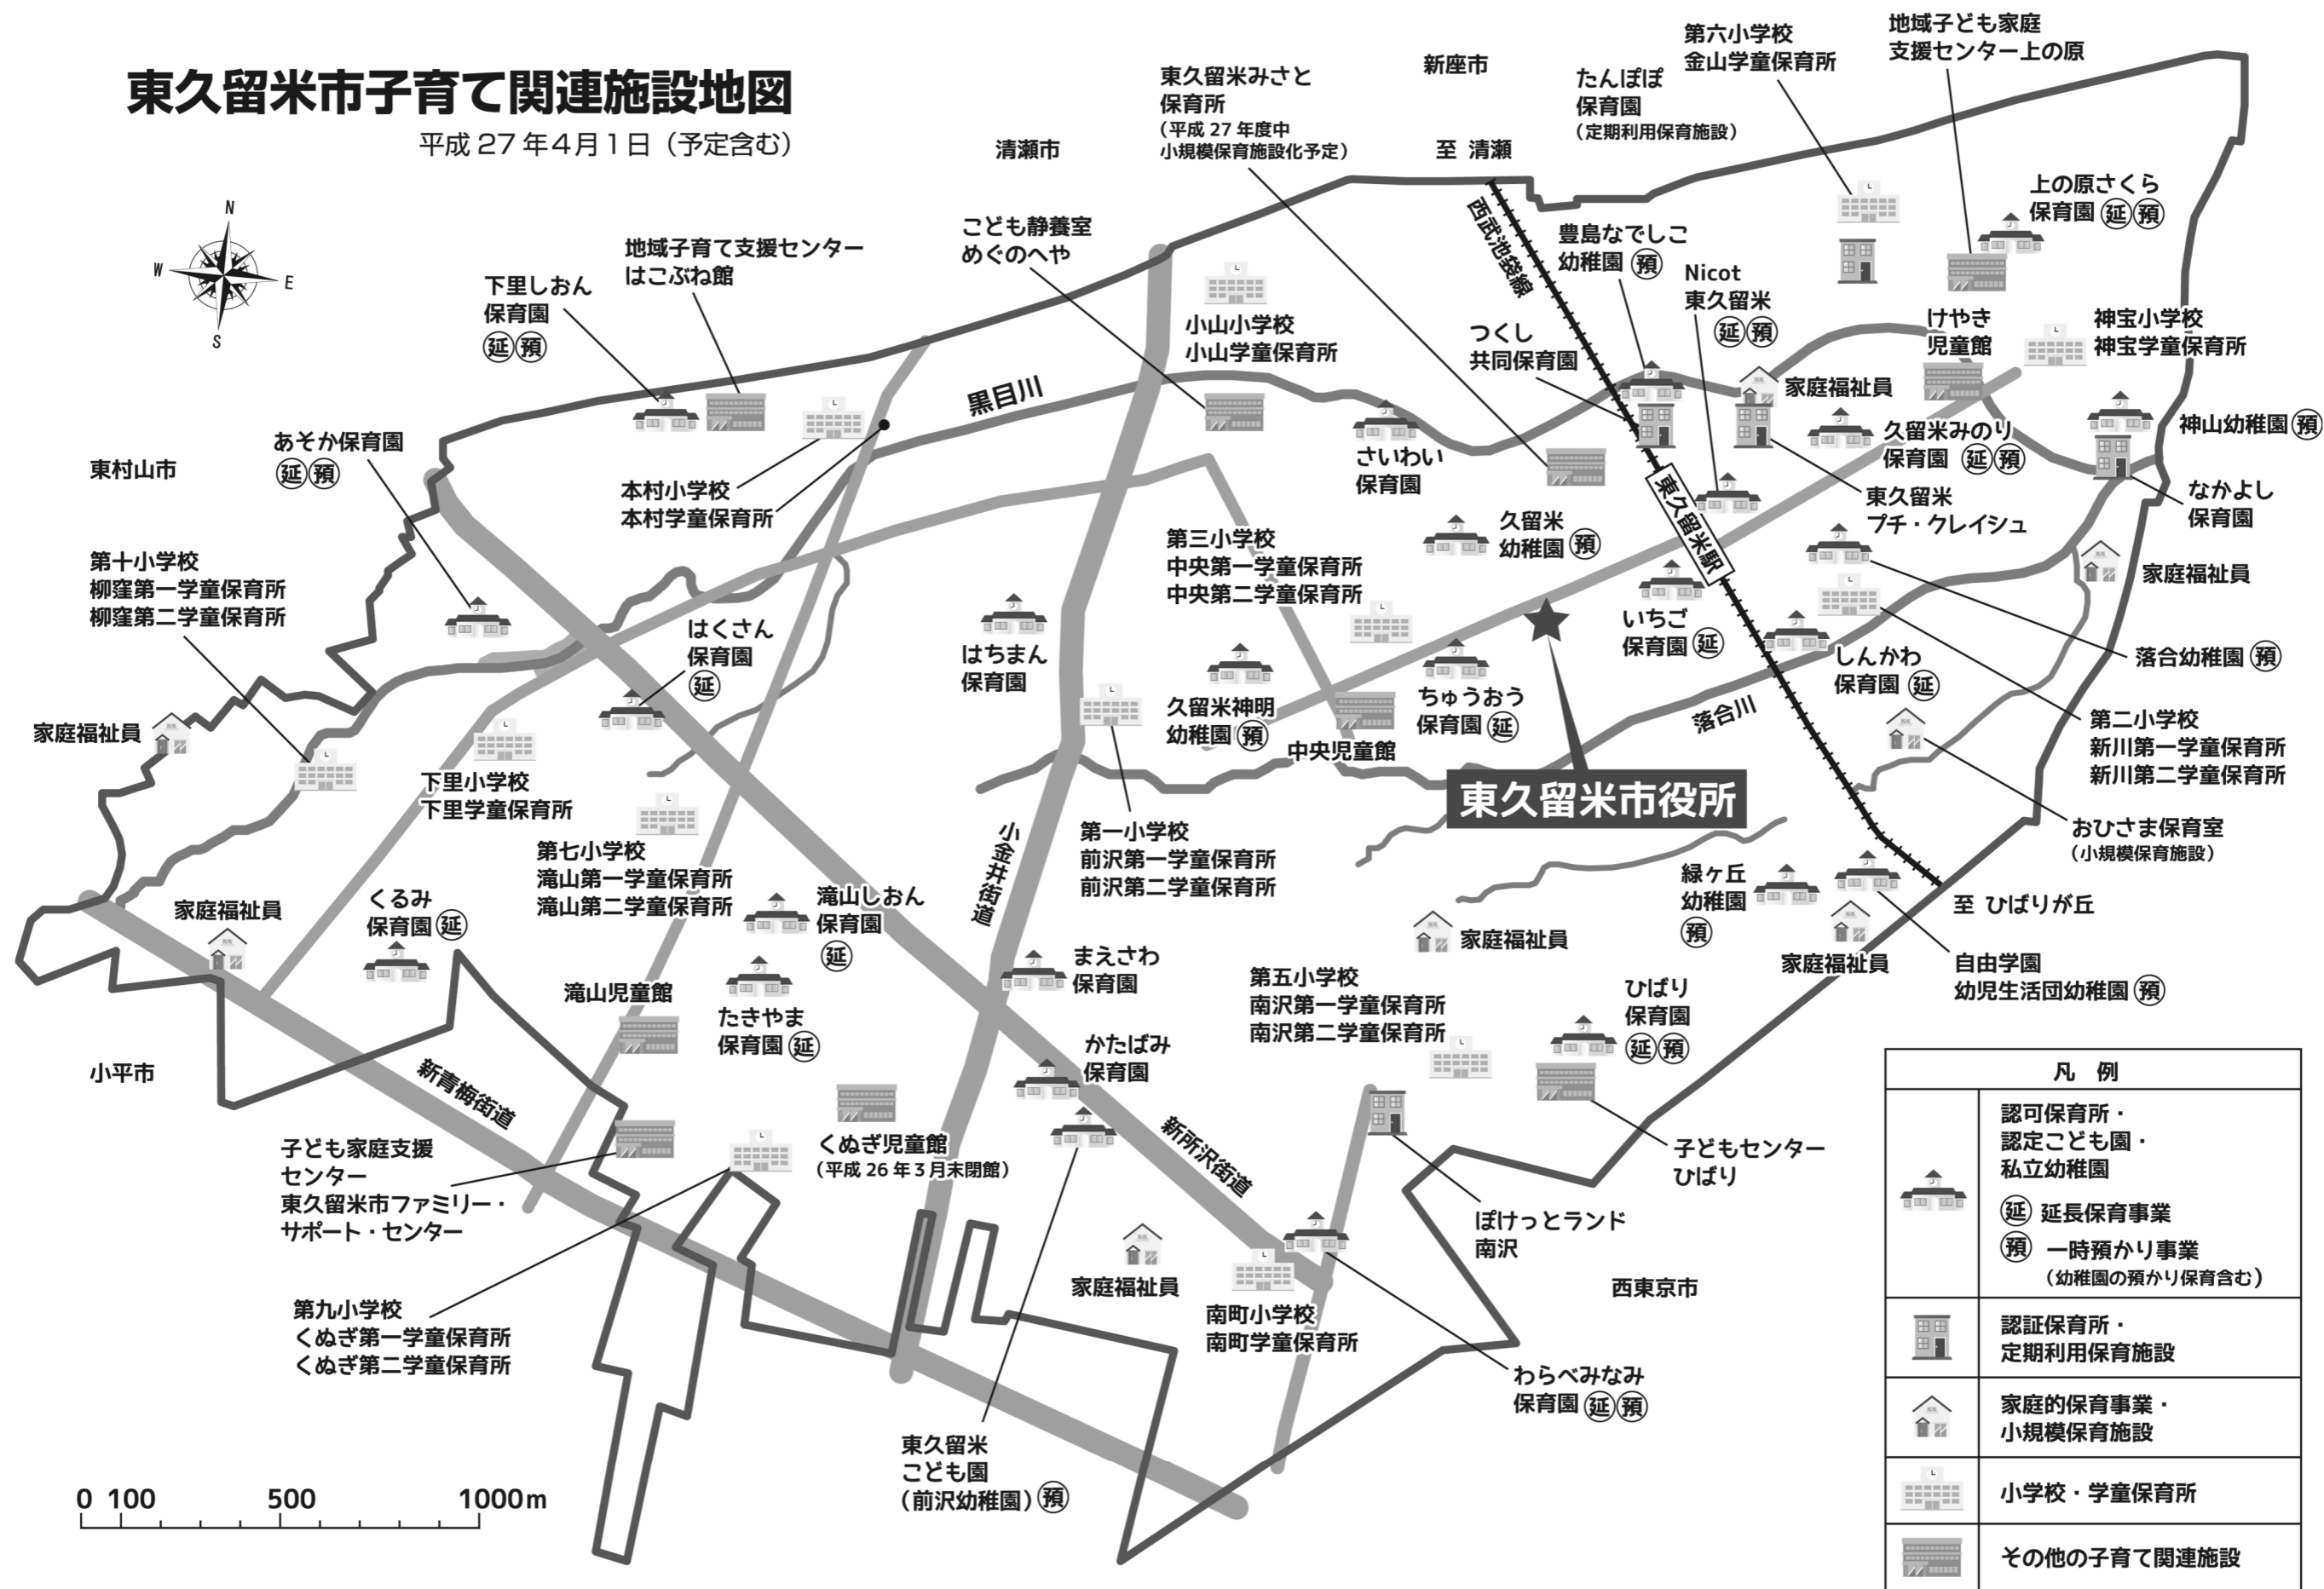 東久留米市子育て関連施設地図
平成27年4月1日（予定含む）
N
W
E
S
新座市
清瀬市
至 清瀬
東村山市
小平市
西東京市
至 ひばりが丘
東久留米みさと
保育所
（平成27年度中
小規模保育施設化予定）
たんぽぽ
保育園
（定期利用保育施設）
第六小学校
金山学童保育所
地域子ども家庭
支援センター上の原
上の原さくら
保育園 延 預
こども静養室
めぐのへや
地域子育て支援センター
はこぶね館
下里しおん
保育園
延 預
小山小学校
小山学童保育所
西武池袋線
豊島なでしこ
幼稚園 預
Nicot
東久留米
延 預
つくし
共同保育園
けやき
児童館
神宝小学校
神宝学童保育所
家庭福祉員
神山幼稚園 預
黒目川
さいわい
保育園
久留米みのり
保育園 延 預
あそか保育園
延 預
本村小学校
本村学童保育所
東久留米
プチ・クレイシュ
なかよし
保育園
東久留米駅
久留米
幼稚園 預
第三小学校
中央第一学童保育所
中央第二学童保育所
第十小学校
柳窪第一学童保育所
柳窪第二学童保育所
家庭福祉員
はくさん
保育園
延
はちまん
保育園
いちご
保育園 延
しんかわ
保育園 延
落合幼稚園 預
久留米神明
幼稚園 預
ちゅうおう
保育園 延
落合川
中央児童館
家庭福祉員
第二小学校
新川第一学童保育所
新川第二学童保育所
下里小学校
下里学童保育所
東久留米市役所
小金井街道
第一小学校
前沢第一学童保育所
前沢第二学童保育所
おひさま保育室
（小規模保育施設）
第七小学校
滝山第一学童保育所
滝山第二学童保育所
家庭福祉員
くるみ
保育園 延
滝山しおん
保育園
延
緑ヶ丘
幼稚園
預
家庭福祉員
家庭福祉員
自由学園
幼児生活団幼稚園 預
まえさわ
保育園
第五小学校
南沢第一学童保育所
南沢第二学童保育所
ひばり
保育園
延 預
滝山児童館
たきやま
保育園 延
かたばみ
保育園
新青梅街道
くぬぎ児童館
（平成26年3月末閉館）
新所沢街道
子ども家庭支援
センター
東久留米市ファミリー・
サポート・センター
子どもセンター
ひばり
ぽけっとランド
南沢
第九小学校
くぬぎ第一学童保育所
くぬぎ第二学童保育所
家庭福祉員
南町小学校
南町学童保育所
わらべみなみ
保育園 延 預
東久留米
こども園
（前沢幼稚園） 預
0 100 500 1000m
凡 例
認可保育所・
認定こども園・
私立幼稚園
延 延長保育事業
預 一時預かり事業
（幼稚園の預かり保育含む）
認証保育所・
定期利用保育施設
家庭的保育事業・
小規模保育施設
小学校・学童保育所
その他の子育て関連施設